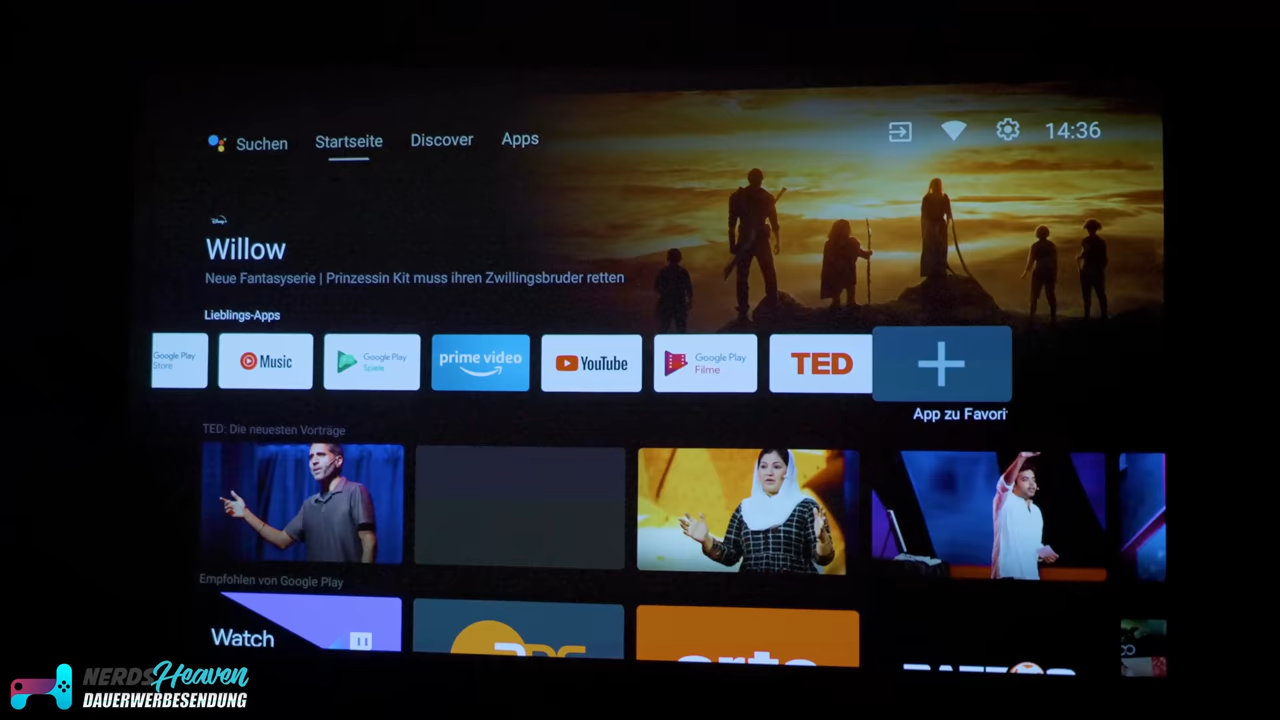 Suchen Startseite Discover Apps 14:36
Disney+
Willow
Neue Fantasyserie | Prinzessin Kit muss ihren Zwillingsbruder retten
Lieblings-Apps
Google Play Store
Music
Google Play Spiele
prime video
YouTube
Google Play Filme
TED
App zu Favori
TED: Die neuesten Vorträge
Empfohlen von Google Play
Watch
arte
NERDS Heaven
DAUERWERBESENDUNG